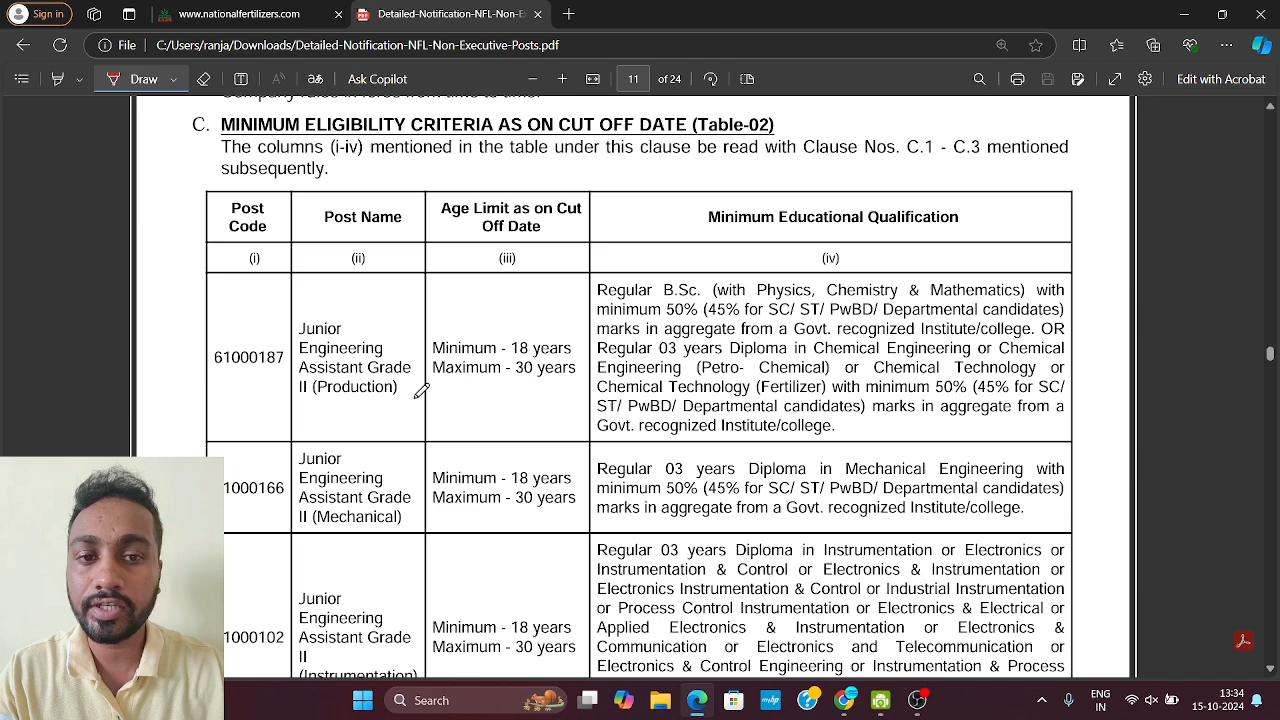 Sign in
www.nationalfertilizers.com
Detailed-Notification-NFL-Non-E
File
C:/Users/ranja/Downloads/Detailed-Notification-NFL-Non-Executive-Posts.pdf
Draw
Ask Copilot
11 of 24
Edit with Acrobat
C. MINIMUM ELIGIBILITY CRITERIA AS ON CUT OFF DATE (Table-02)
The columns (i-iv) mentioned in the table under this clause be read with Clause Nos. C.1 - C.3 mentioned
subsequently.
Post
Code
Post Name
Age Limit as on Cut
Off Date
Minimum Educational Qualification
(i)
(ii)
(iii)
(iv)
61000187
Junior
Engineering
Assistant Grade
II (Production)
Minimum - 18 years
Maximum - 30 years
Regular B.Sc. (with Physics, Chemistry & Mathematics) with
minimum 50% (45% for SC/ ST/ PwBD/ Departmental candidates)
marks in aggregate from a Govt. recognized Institute/college. OR
Regular 03 years Diploma in Chemical Engineering or Chemical
Engineering (Petro- Chemical) or Chemical Technology or
Chemical Technology (Fertilizer) with minimum 50% (45% for SC/
ST/ PwBD/ Departmental candidates) marks in aggregate from a
Govt. recognized Institute/college.
1000166
Junior
Engineering
Assistant Grade
II (Mechanical)
Minimum - 18 years
Maximum - 30 years
Regular 03 years Diploma in Mechanical Engineering with
minimum 50% (45% for SC/ ST/ PwBD/ Departmental candidates)
marks in aggregate from a Govt. recognized Institute/college.
1000102
Junior
Engineering
Assistant Grade
II
(Instrumentation)
Minimum - 18 years
Maximum - 30 years
Regular 03 years Diploma in Instrumentation or Electronics or
Instrumentation & Control or Electronics & Instrumentation or
Electronics Instrumentation & Control or Industrial Instrumentation
or Process Control Instrumentation or Electronics & Electrical or
Applied Electronics & Instrumentation or Electronics &
Communication or Electronics and Telecommunication or
Electronics & Control Engineering or Instrumentation & Process
Search
ENG
IN
13:34
15-10-2024